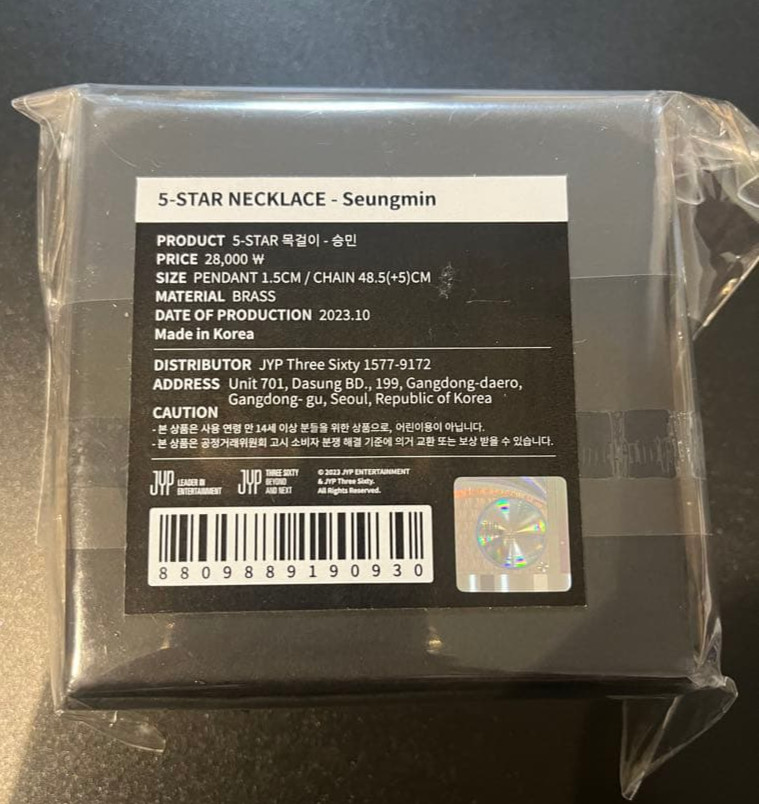 5-STAR NECKLACE - Seungmin
PRODUCT 5-STAR 목걸이 - 승민
PRICE 28,000 ₩
SIZE PENDANT 1.5CM / CHAIN 48.5(+5)CM
MATERIAL BRASS
DATE OF PRODUCTION 2023.10
Made in Korea
DISTRIBUTOR JYP Three Sixty 1577-9172
ADDRESS Unit 701, Dasung BD., 199, Gangdong-daero,
Gangdong- gu, Seoul, Republic of Korea
CAUTION
- 본 상품은 사용 연령 만 14세 이상 분들을 위한 상품으로, 어린이용이 아닙니다.
- 본 상품은 공정거래위원회 고시 소비자 분쟁 해결 기준에 의거 교환 또는 보상 받을 수 있습니다.
JYP LEADER IN ENTERTAINMENT
JYP THREE SIXTY BEYOND AND NEXT
© 2023 JYP ENTERTAINMENT
& JYP Three Sixty.
All Rights Reserved.
8809889190930